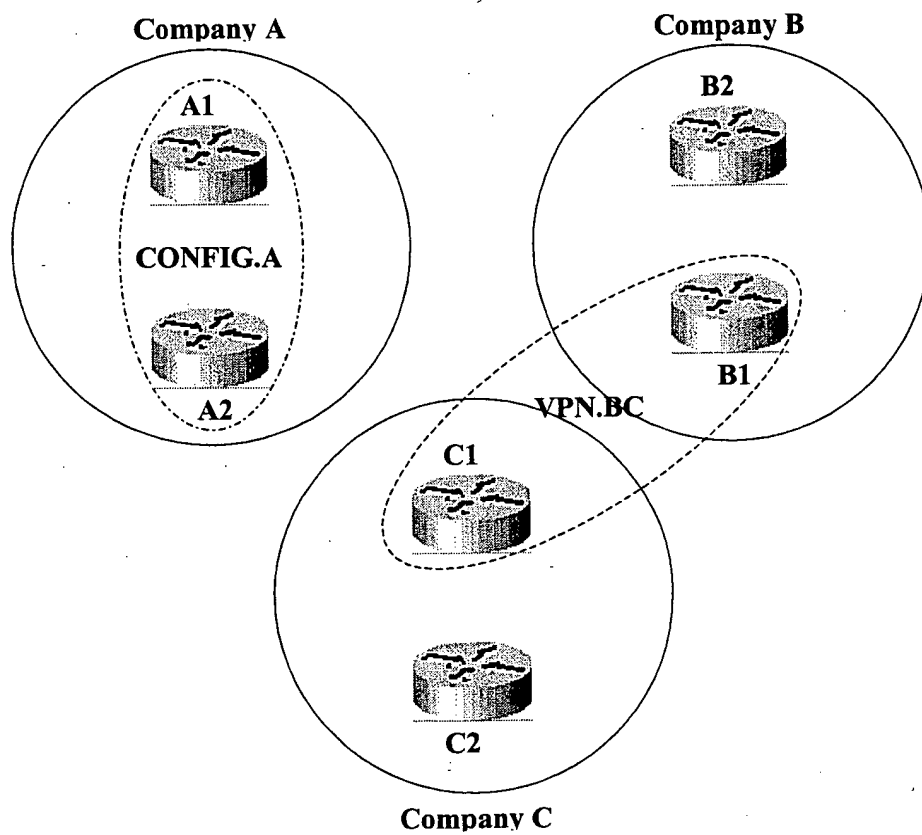 Company A
Company B
A1
B2
CONFIG.A
A2
B1
VPN.BC
C1
C2
Company C